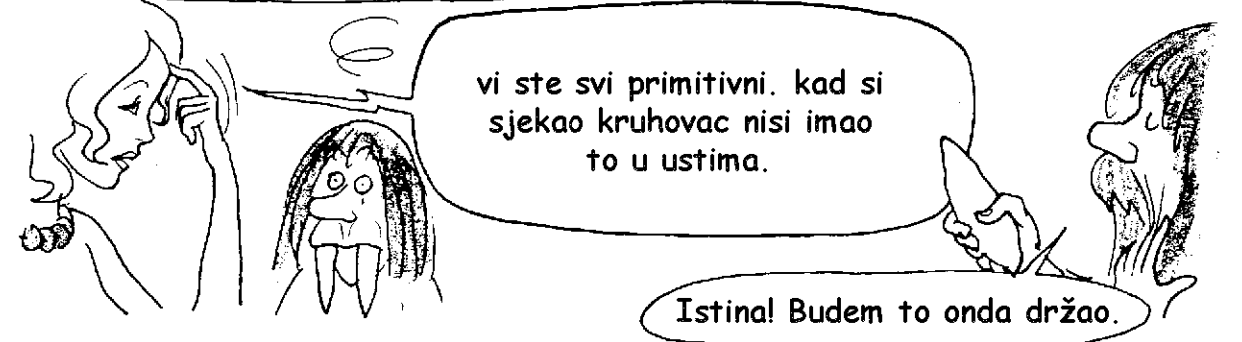 vi ste svi primitivni. kad si
sjekao kruhovac nisi imao
to u ustima.
Istina! Budem to onda držao.